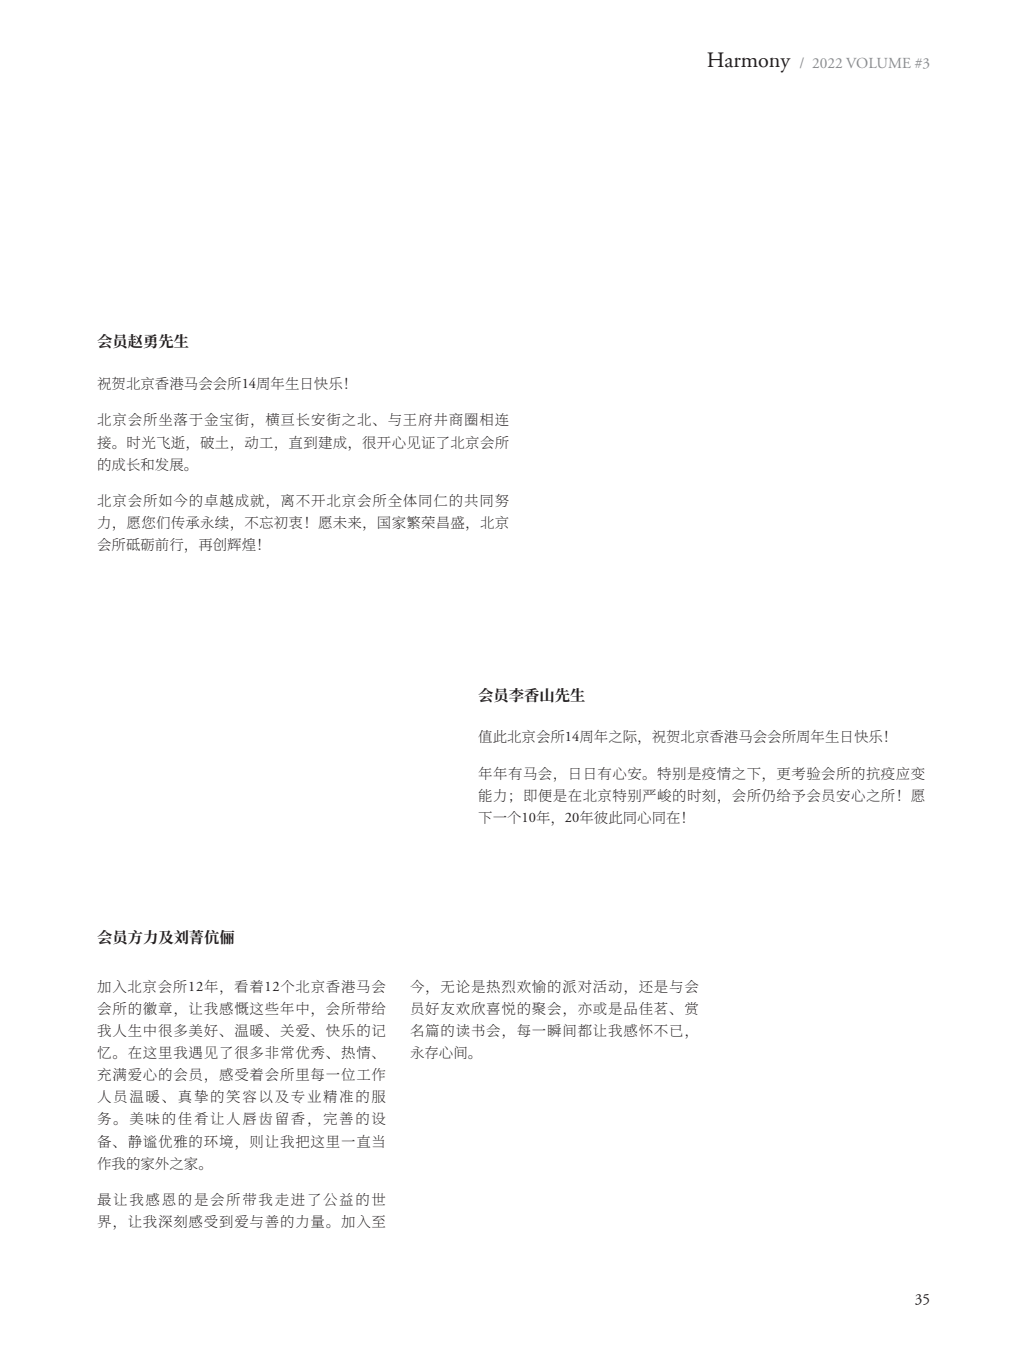 Harmony / 2022 VOLUME #3
会员赵勇先生
祝贺北京香港马会会所14周年生日快乐！
北京会所坐落于金宝街，横亘长安街之北、与王府井商圈相连
接。时光飞逝，破土，动工，直到建成，很开心见证了北京会所
的成长和发展。
北京会所如今的卓越成就，离不开北京会所全体同仁的共同努
力，愿您们传承永续，不忘初衷！愿未来，国家繁荣昌盛，北京
会所砥砺前行，再创辉煌！
会员李香山先生
值此北京会所14周年之际，祝贺北京香港马会会所周年生日快乐！
年年有马会，日日有心安。特别是疫情之下，更考验会所的抗疫应变
能力；即便是在北京特别严峻的时刻，会所仍给予会员安心之所！愿
下一个10年，20年彼此同心同在！
会员方力及刘菁伉俪
加入北京会所12年，看着12个北京香港马会
会所的徽章，让我感慨这些年中，会所带给
我人生中很多美好、温暖、关爱、快乐的记
忆。在这里我遇见了很多非常优秀、热情、
充满爱心的会员，感受着会所里每一位工作
人员温暖、真挚的笑容以及专业精准的服
务。美味的佳肴让人唇齿留香，完善的设
备、静谧优雅的环境，则让我把这里一直当
作我的家外之家。
最让我感恩的是会所带我走进了公益的世
界，让我深刻感受到爱与善的力量。加入至
今，无论是热烈欢愉的派对活动，还是与会
员好友欢欣喜悦的聚会，亦或是品佳茗、赏
名篇的读书会，每一瞬间都让我感怀不已，
永存心间。
35